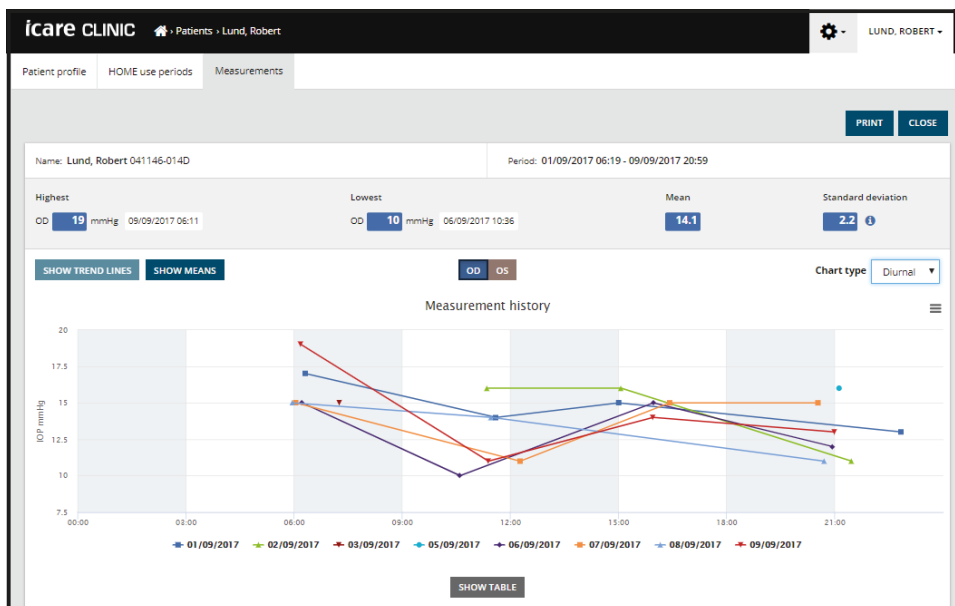 icare CLINIC › Patients › Lund, Robert LUND, ROBERT
Patient profile HOME use periods Measurements
PRINT CLOSE
Name: Lund, Robert 041146-014D Period: 01/09/2017 06:19 - 09/09/2017 20:59
Highest Lowest Mean Standard deviation
OD 19 mmHg 09/09/2017 06:11 OD 10 mmHg 06/09/2017 10:36 14.1 2.2 i
SHOW TREND LINES SHOW MEANS OD OS Chart type Diurnal
Measurement history
IOP mmHg
20
17.5
15
12.5
10
7.5
00:00 03:00 06:00 09:00 12:00 15:00 18:00 21:00
01/09/2017 02/09/2017 03/09/2017 05/09/2017 06/09/2017 07/09/2017 08/09/2017 09/09/2017
SHOW TABLE